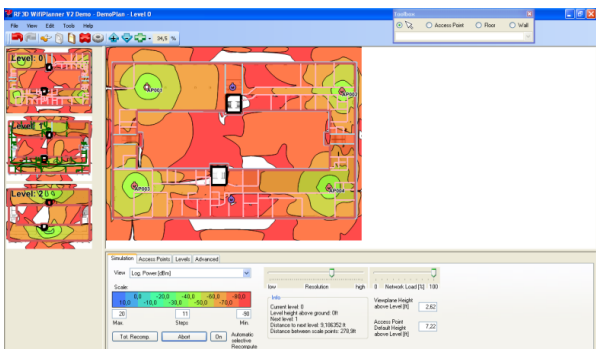 RF3D WifiPlanner V2 Demo - DemoPlan - Level 0
File View Edit Tools Help
34,5 %
Toolbox
Access Point
Floor
Wall
Level: 0
Level: 1
Level: 2
AP001
AP002
AP003
AP004
Simulation Access Points Levels Advanced
View Log. Power [dBm]
low Resolution high
0 Network Load [%] 100
Scale:
0,0 -20,0 -40,0 -60,0 -80,0
10,0 -10,0 -30,0 -50,0 -70,0
20 11 -90
Max. Steps Min.
Tot. Recomp. Abort On Automatic selective Recompute
Info
Current level: 0
Level height above ground: 0ft
Next level: 1
Distance to next level: 9,186352 ft
Distance between scale points: 278,9ft
Viewplane Height
above Level [ft] 2,62
Access Point
Default Height
above Level [ft] 7,22